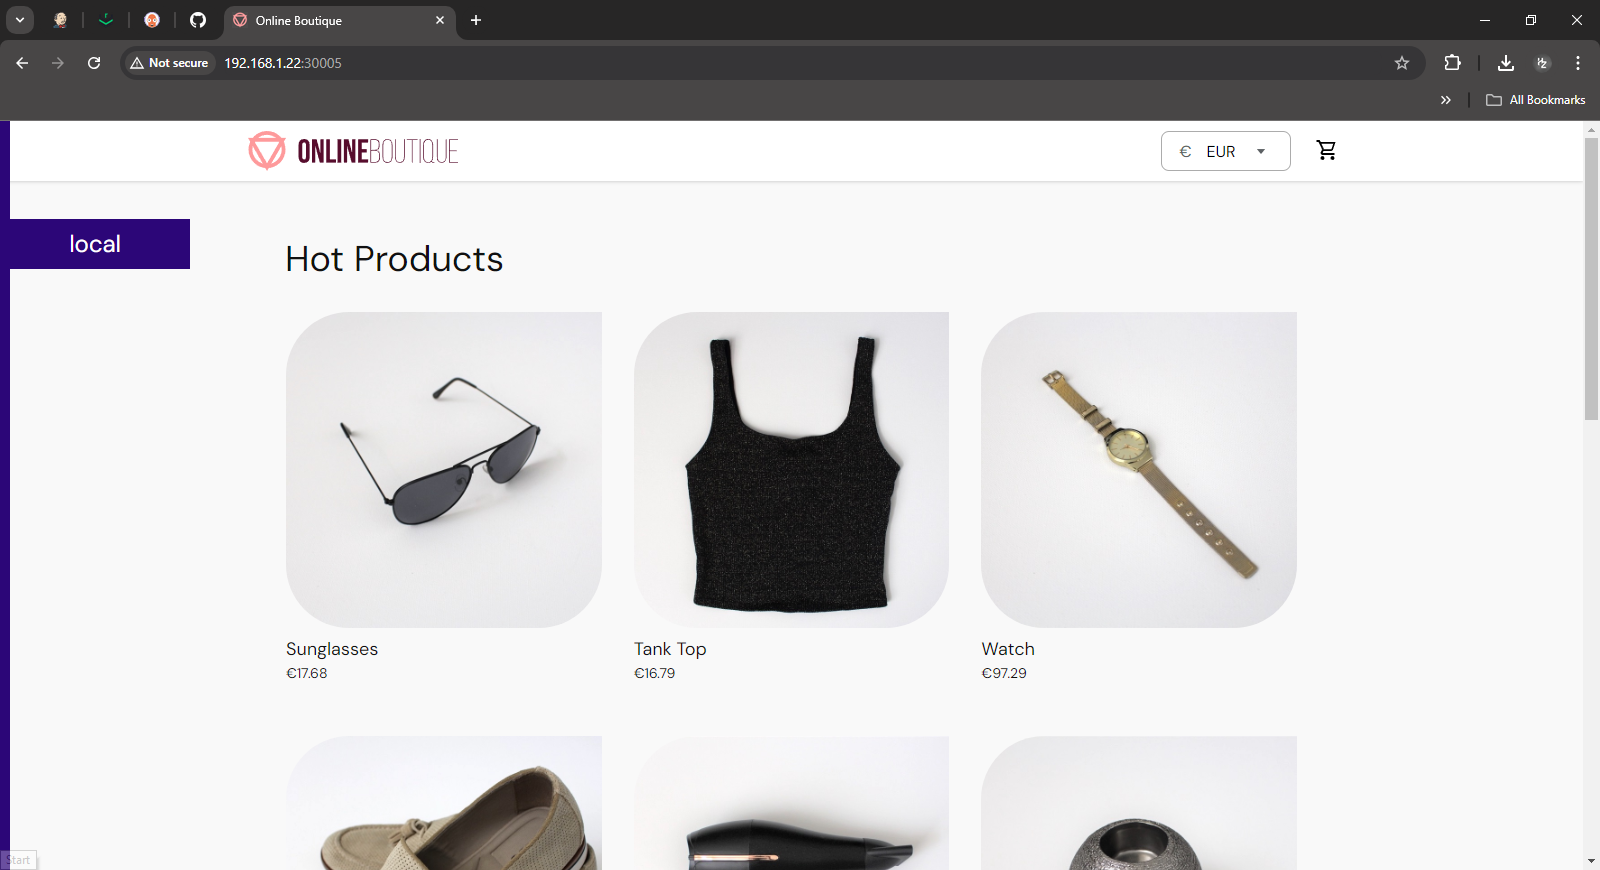 Online Boutique
Not secure
192.168.1.22:30005
All Bookmarks
ONLINEBOUTIQUE
€ EUR
local
Hot Products
Sunglasses
€17.68
Tank Top
€16.79
Watch
€97.29
Start